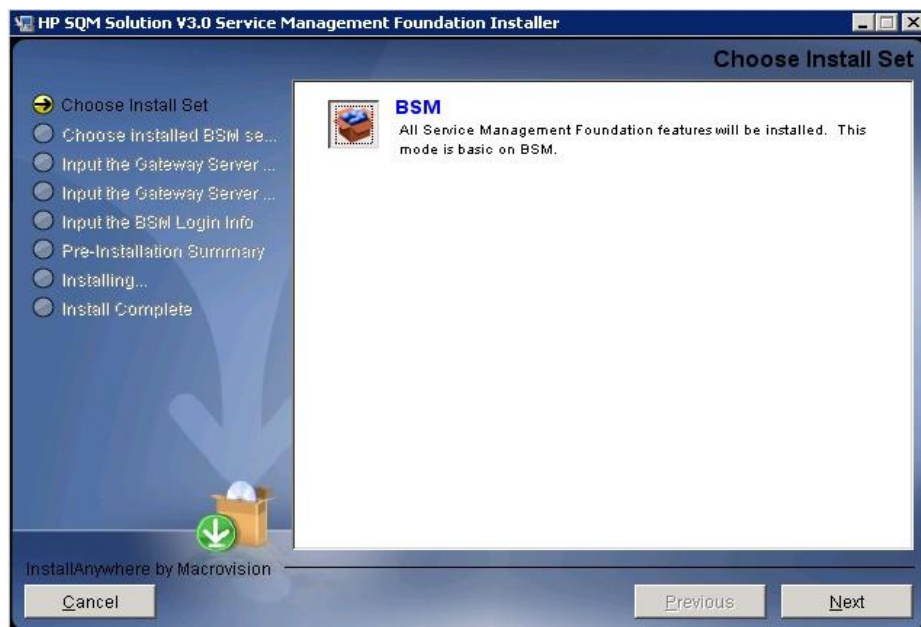 HP SQM Solution V3.0 Service Management Foundation Installer
Choose Install Set
Choose Install Set
Choose installed BSM se...
Input the Gateway Server ...
Input the Gateway Server ...
Input the BSM Login Info
Pre-Installation Summary
Installing...
Install Complete
BSM
All Service Management Foundation features will be installed. This
mode is basic on BSM.
InstallAnywhere by Macrovision
Cancel
Previous
Next